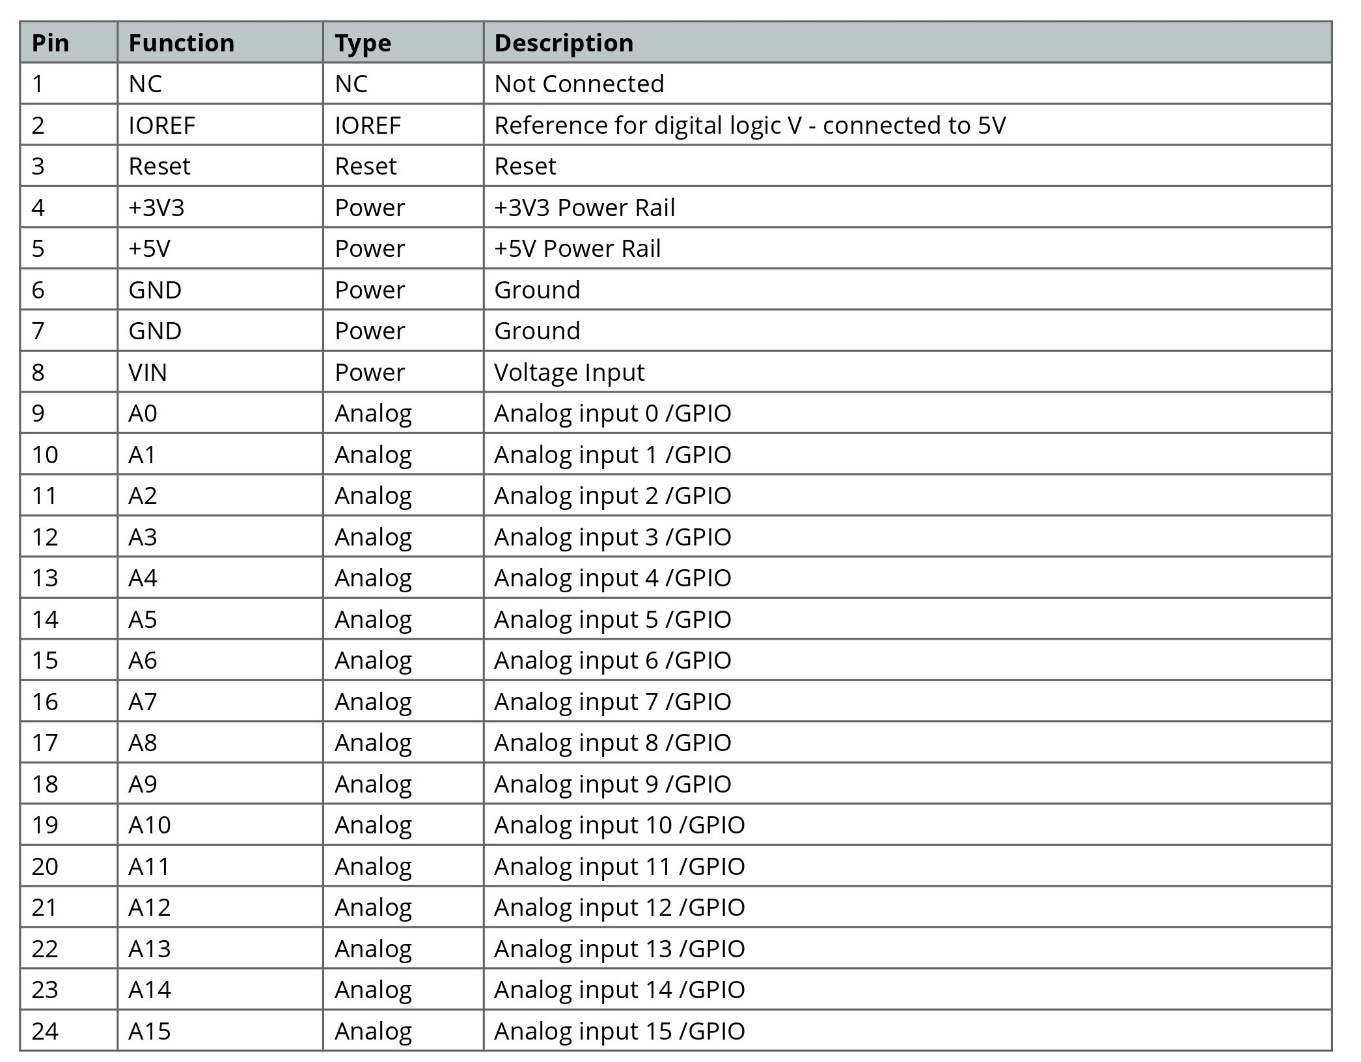 Pin Function Type Description
1 NC NC Not Connected
2 IOREF IOREF Reference for digital logic V - connected to 5V
3 Reset Reset Reset
4 +3V3 Power +3V3 Power Rail
5 +5V Power +5V Power Rail
6 GND Power Ground
7 GND Power Ground
8 VIN Power Voltage Input
9 A0 Analog Analog input 0 /GPIO
10 A1 Analog Analog input 1 /GPIO
11 A2 Analog Analog input 2 /GPIO
12 A3 Analog Analog input 3 /GPIO
13 A4 Analog Analog input 4 /GPIO
14 A5 Analog Analog input 5 /GPIO
15 A6 Analog Analog input 6 /GPIO
16 A7 Analog Analog input 7 /GPIO
17 A8 Analog Analog input 8 /GPIO
18 A9 Analog Analog input 9 /GPIO
19 A10 Analog Analog input 10 /GPIO
20 A11 Analog Analog input 11 /GPIO
21 A12 Analog Analog input 12 /GPIO
22 A13 Analog Analog input 13 /GPIO
23 A14 Analog Analog input 14 /GPIO
24 A15 Analog Analog input 15 /GPIO